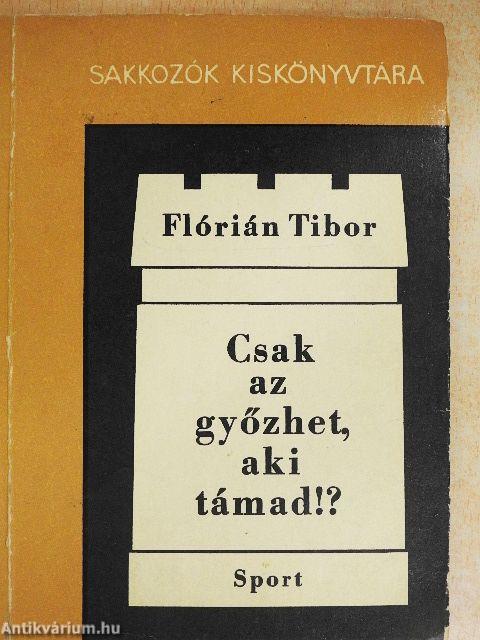 SAKKOZÓK KISKÖNYVTÁRA
Flórián Tibor
Csak
az
győzhet,
aki
támad!?
Sport
Antikvárium.hu